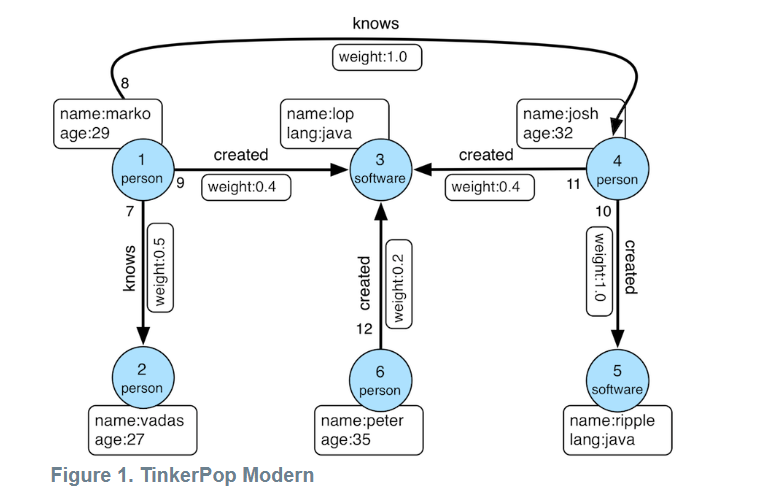 knows
weight:1.0
8
name:marko
age:29
name:lop
lang:java
name:josh
age:32
1
person
created
9
weight:0.4
3
software
created
11
weight:0.4
4
person
7
knows
weight:0.5
created
weight:0.2
12
10
weight:1.0
created
2
person
name:vadas
age:27
6
person
name:peter
age:35
5
software
name:ripple
lang:java
Figure 1. TinkerPop Modern